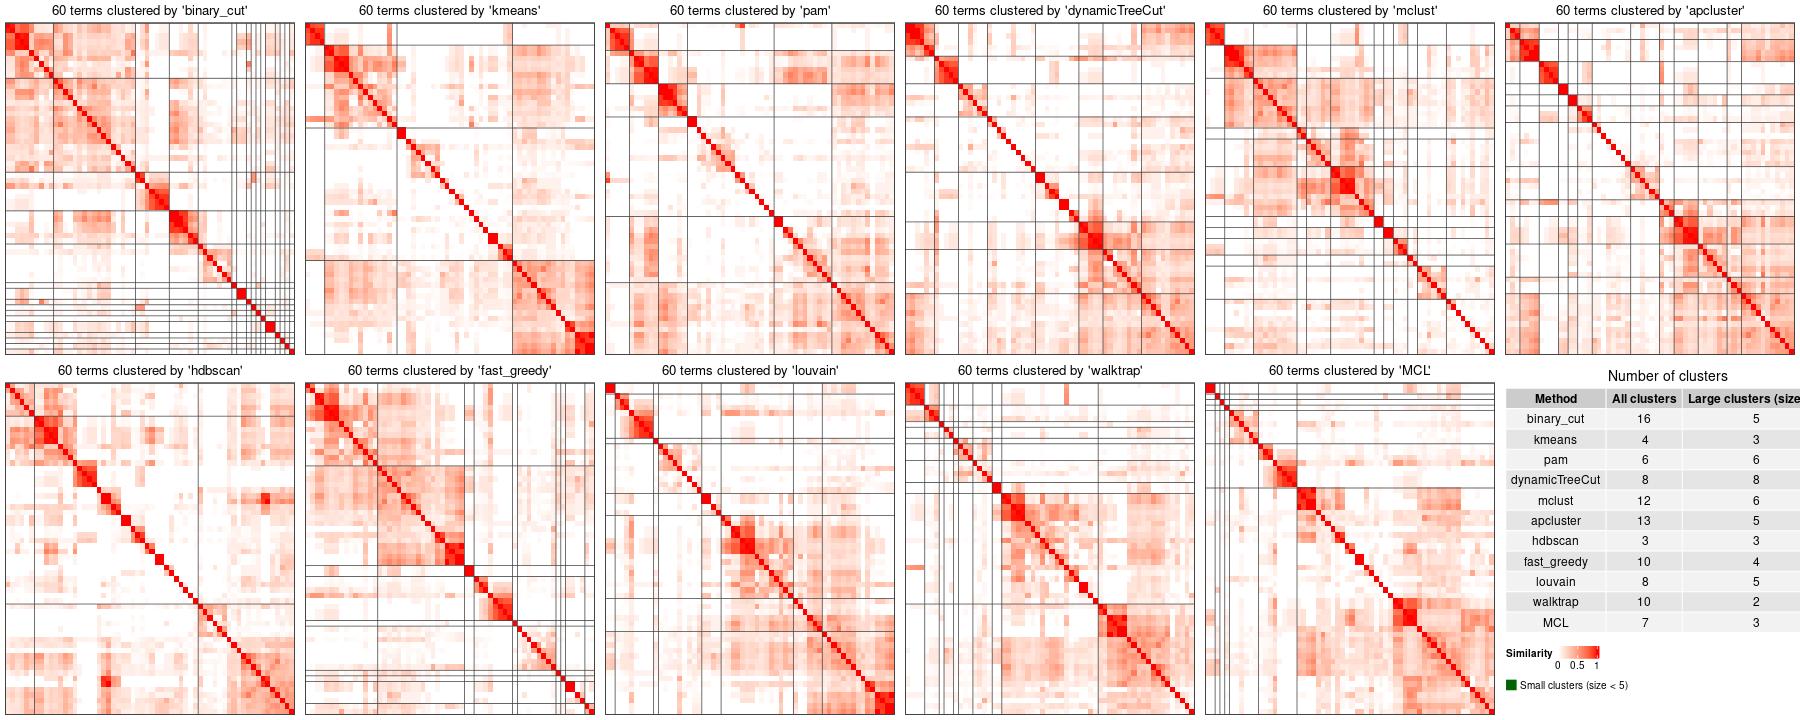 60 terms clustered by 'binary_cut'
60 terms clustered by 'kmeans'
60 terms clustered by 'pam'
60 terms clustered by 'dynamicTreeCut'
60 terms clustered by 'mclust'
60 terms clustered by 'apcluster'
60 terms clustered by 'hdbscan'
60 terms clustered by 'fast_greedy'
60 terms clustered by 'louvain'
60 terms clustered by 'walktrap'
60 terms clustered by 'MCL'
Number of clusters
Method All clusters Large clusters (size
binary_cut 16 5
kmeans 4 3
pam 6 6
dynamicTreeCut 8 8
mclust 12 6
apcluster 13 5
hdbscan 3 3
fast_greedy 10 4
louvain 8 5
walktrap 10 2
MCL 7 3
Similarity
0 0.5 1
Small clusters (size < 5)